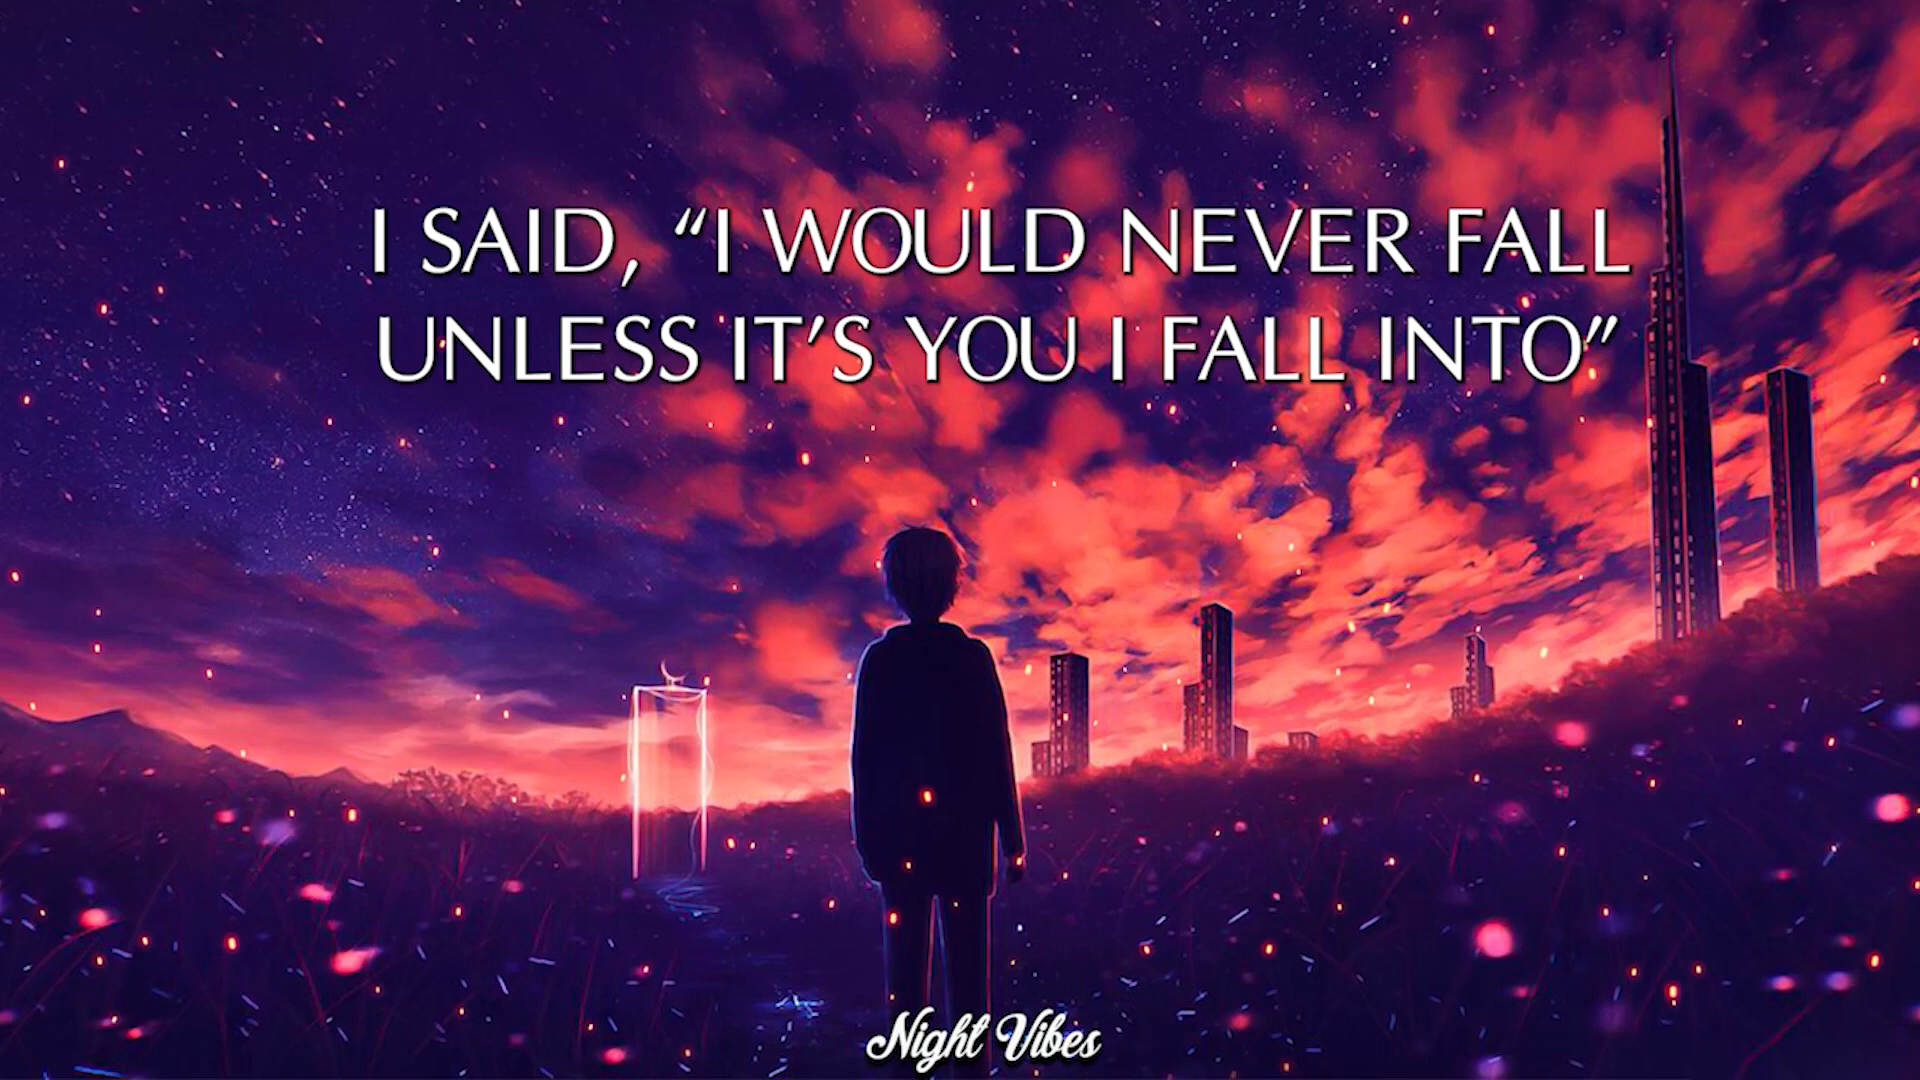 I SAID, “I WOULD NEVER FALL
UNLESS IT’S YOU I FALL INTO”
Night Vibes